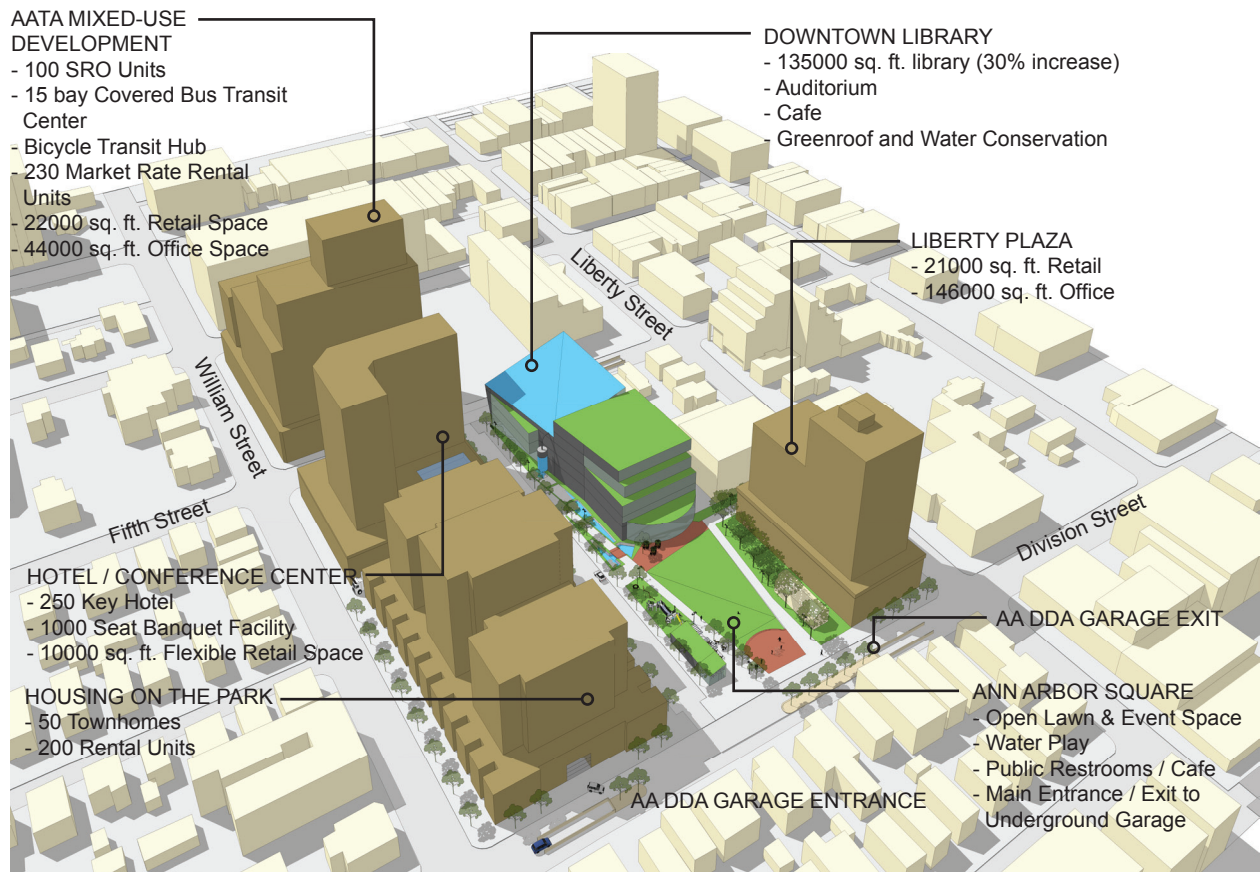 AATA MIXED-USE
DEVELOPMENT
- 100 SRO Units
- 15 bay Covered Bus Transit
Center
- Bicycle Transit Hub
- 230 Market Rate Rental
Units
- 22000 sq. ft. Retail Space
- 44000 sq. ft. Office Space
DOWNTOWN LIBRARY
- 135000 sq. ft. library (30% increase)
- Auditorium
- Cafe
- Greenroof and Water Conservation
LIBERTY PLAZA
- 21000 sq. ft. Retail
- 146000 sq. ft. Office
Liberty Street
William Street
Fifth Street
Division Street
HOTEL / CONFERENCE CENTER
- 250 Key Hotel
- 1000 Seat Banquet Facility
- 10000 sq. ft. Flexible Retail Space
HOUSING ON THE PARK
- 50 Townhomes
- 200 Rental Units
AA DDA GARAGE EXIT
ANN ARBOR SQUARE
- Open Lawn & Event Space
- Water Play
- Public Restrooms / Cafe
- Main Entrance / Exit to
Underground Garage
AA DDA GARAGE ENTRANCE